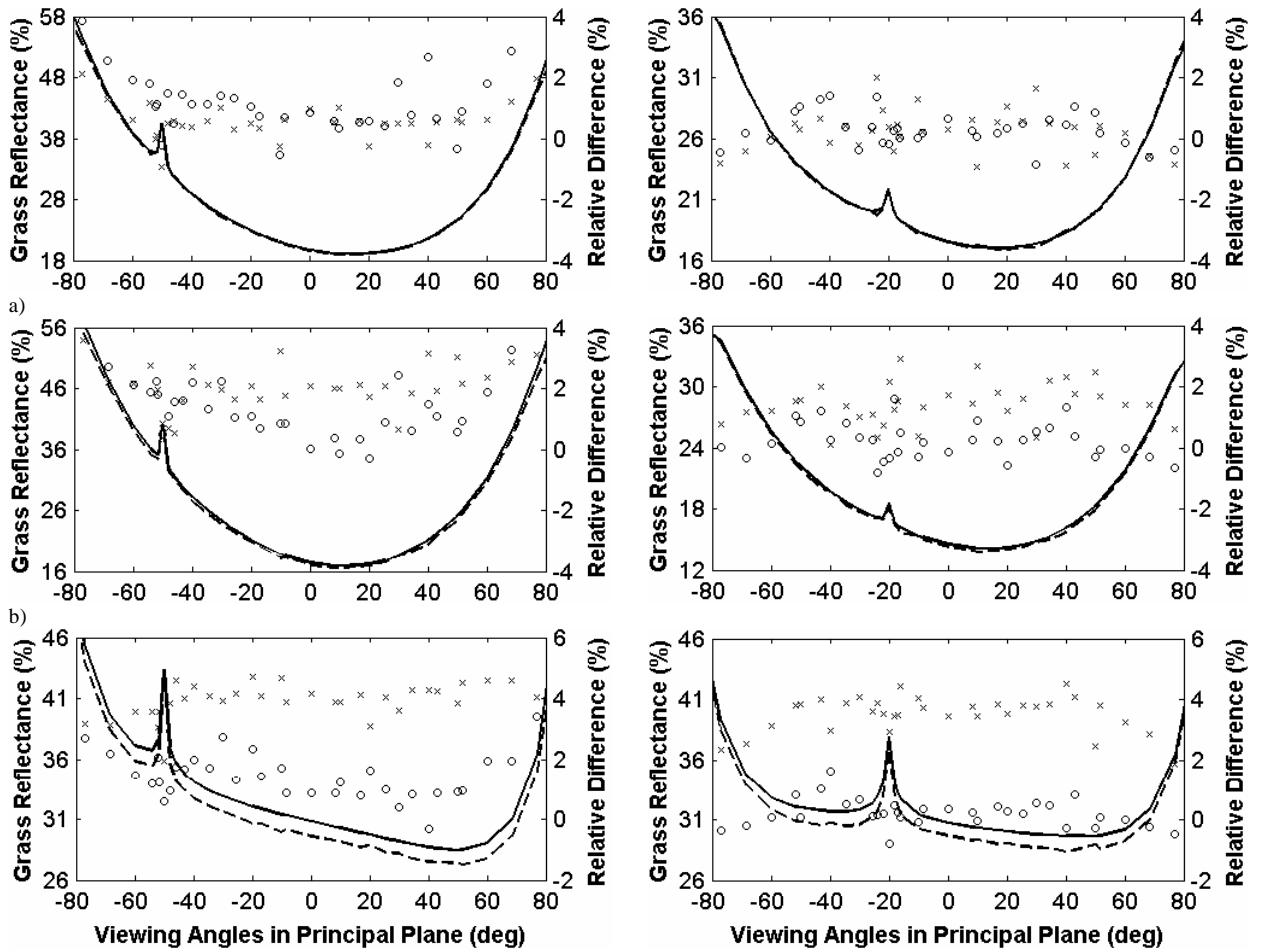 58
48
38
28
18
Grass Reflectance (%)
4
2
0
-2
-4
Relative Difference (%)
-80 -60 -40 -20 0 20 40 60 80
36
31
26
21
16
Grass Reflectance (%)
4
2
0
-2
-4
Relative Difference (%)
-80 -60 -40 -20 0 20 40 60 80
a)
56
46
36
26
16
Grass Reflectance (%)
4
2
0
-2
-4
Relative Difference (%)
-80 -60 -40 -20 0 20 40 60 80
36
30
24
18
12
Grass Reflectance (%)
4
2
0
-2
-4
Relative Difference (%)
-80 -60 -40 -20 0 20 40 60 80
b)
46
41
36
31
26
Grass Reflectance (%)
6
4
2
0
-2
Relative Difference (%)
-80 -60 -40 -20 0 20 40 60 80
Viewing Angles in Principal Plane (deg)
46
41
36
31
26
Grass Reflectance (%)
6
4
2
0
-2
Relative Difference (%)
-80 -60 -40 -20 0 20 40 60 80
Viewing Angles in Principal Plane (deg)